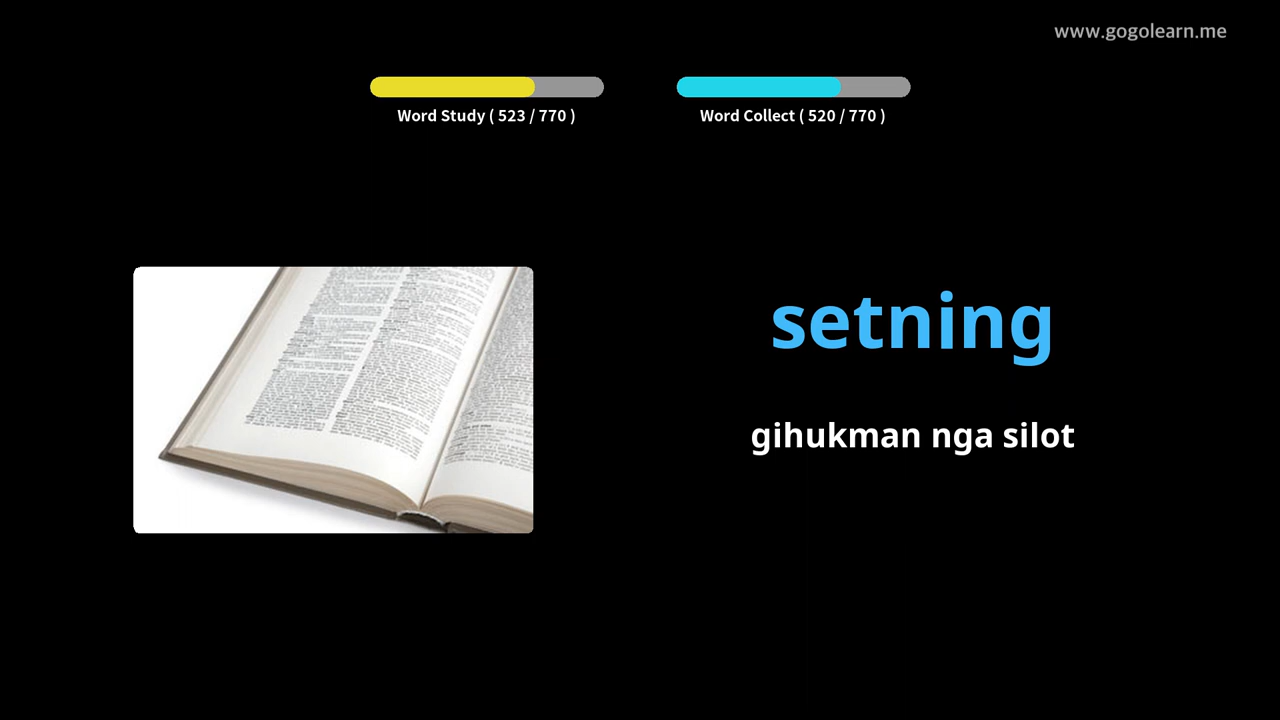 www.gogolearn.me
Word Study ( 523 / 770 )
Word Collect ( 520 / 770 )
setning
gihukman nga silot